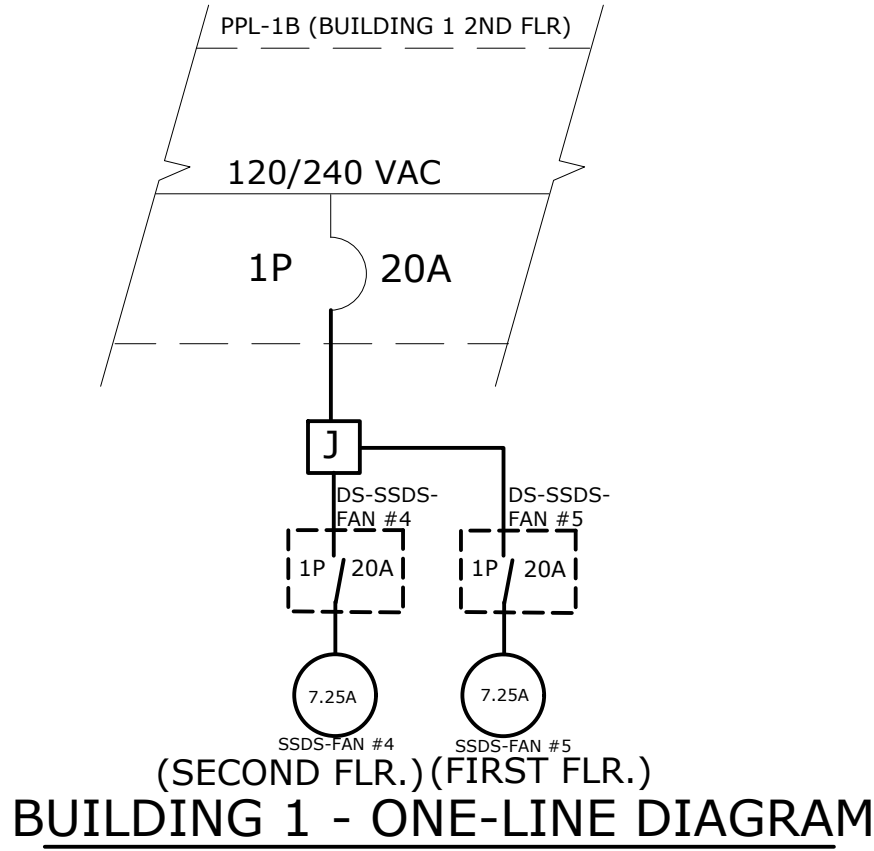 PPL-1B (BUILDING 1 2ND FLR)
120/240 VAC
1P 20A
J
DS-SSDS-
FAN #4
DS-SSDS-
FAN #5
1P 20A
1P 20A
7.25A
7.25A
SSDS-FAN #4
SSDS-FAN #5
(SECOND FLR.)
(FIRST FLR.)
BUILDING 1 - ONE-LINE DIAGRAM